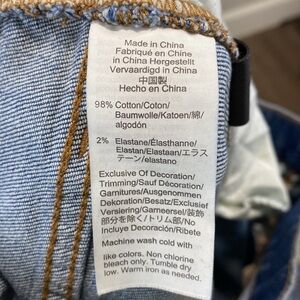 Made in China
Fabriqué en Chine
in China Hergestellt
Vervaardigd in China
中国製
Hecho en China
98% Cotton/Coton/
Baumwolle/Katoen/綿/
algodón
2% Elastane/Élasthanne/
Elastan/Elastaan/エラス
テーン/elastano
Exclusive Of Decoration/
Trimming/Sauf Décoration/
Garnitures/Ausgenommen
Dekoration/Besatz/Exclusief
Versiering/Garneersel/装飾
部分を除く/トリム部/No
Incluye Decoración/Ribete
Machine wash cold with
like colors. Non chlorine
bleach only. Tumble dry
low. Warm iron as needed.